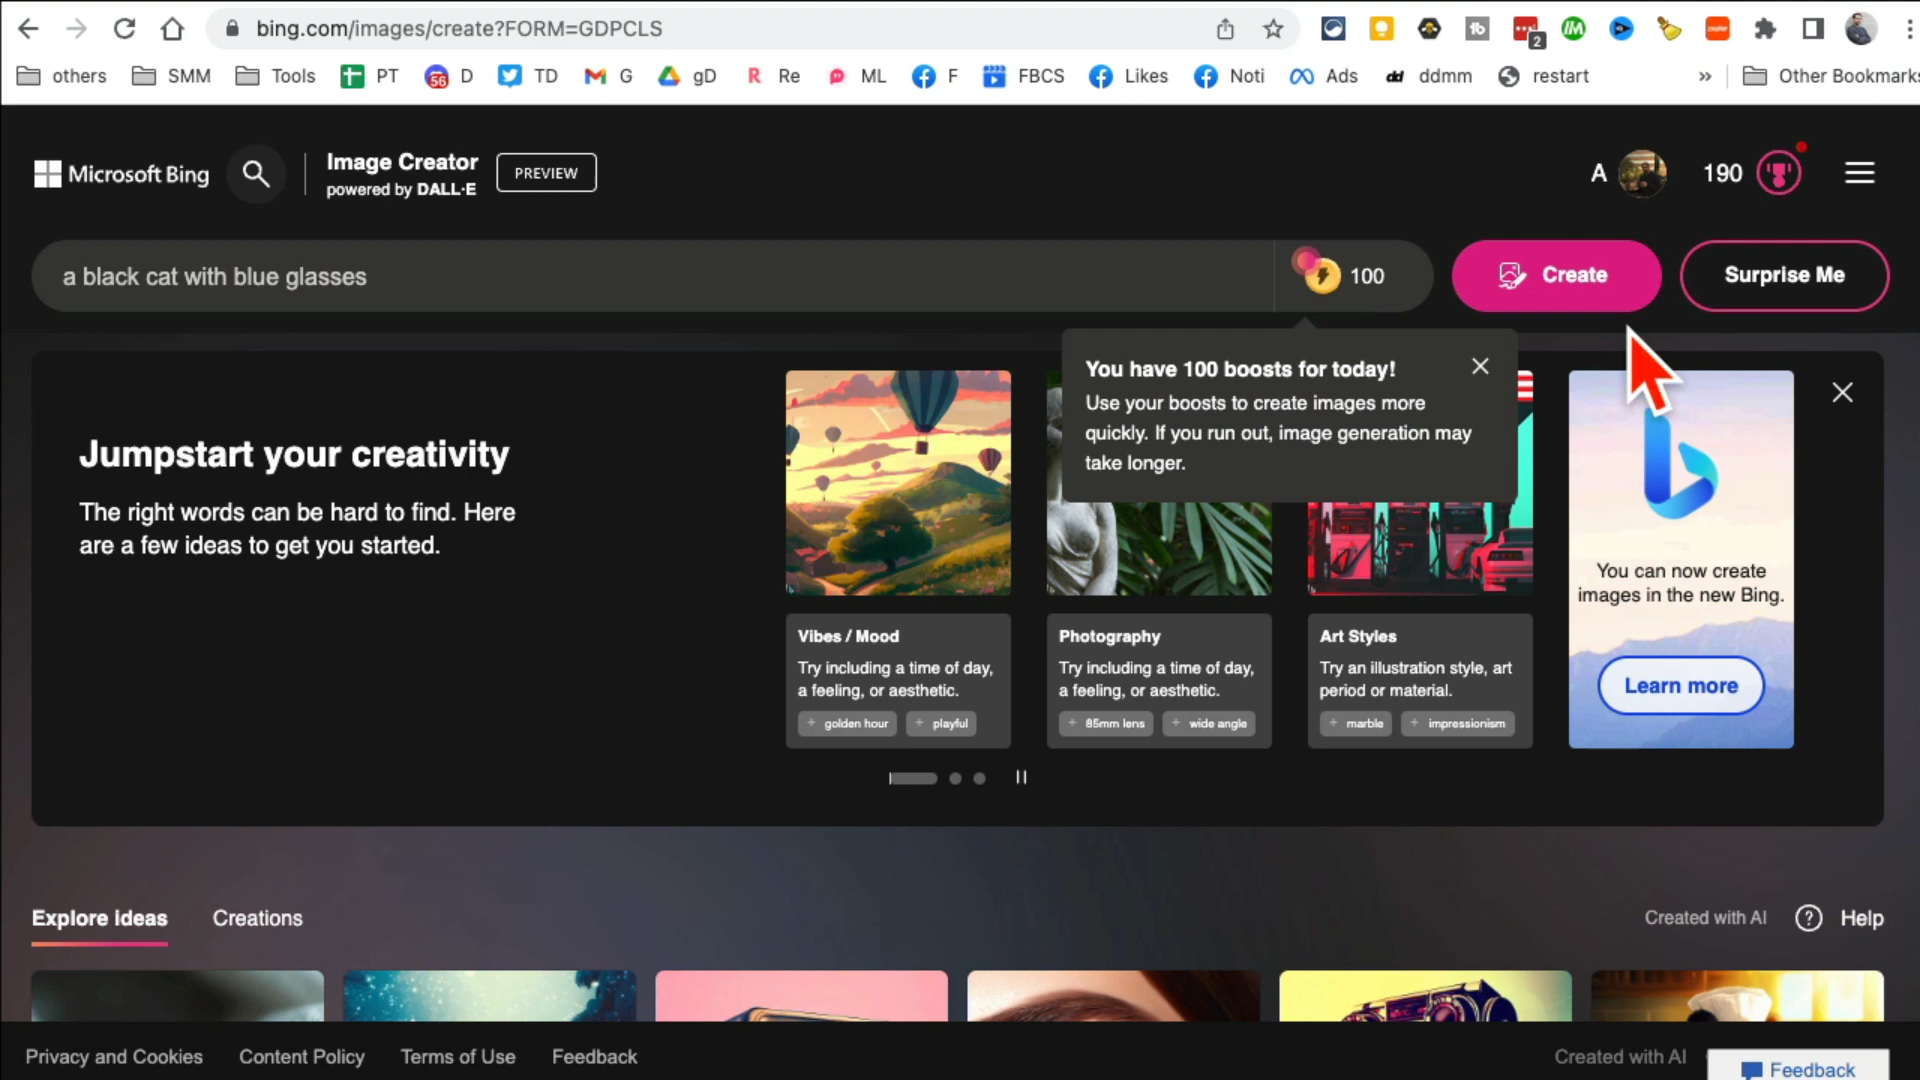 bing.com/images/create?FORM=GDPCLS
2
others SMM Tools PT 56 D TD G gD R Re ML F FBCS Likes Noti Ads dd ddmm restart » Other Bookmarks
Microsoft Bing
Image Creator
powered by DALL·E
PREVIEW
A 190
a black cat with blue glasses
100
Create
Surprise Me
You have 100 boosts for today!
Use your boosts to create images more
quickly. If you run out, image generation may
take longer.
Jumpstart your creativity
The right words can be hard to find. Here
are a few ideas to get you started.
Vibes / Mood
Try including a time of day,
a feeling, or aesthetic.
+ golden hour + playful
Photography
Try including a time of day,
a feeling, or aesthetic.
+ 85mm lens + wide angle
Art Styles
Try an illustration style, art
period or material.
+ marble + impressionism
You can now create
images in the new Bing.
Learn more
Explore ideas Creations
Created with AI ? Help
Privacy and Cookies Content Policy Terms of Use Feedback
Created with AI
Feedback